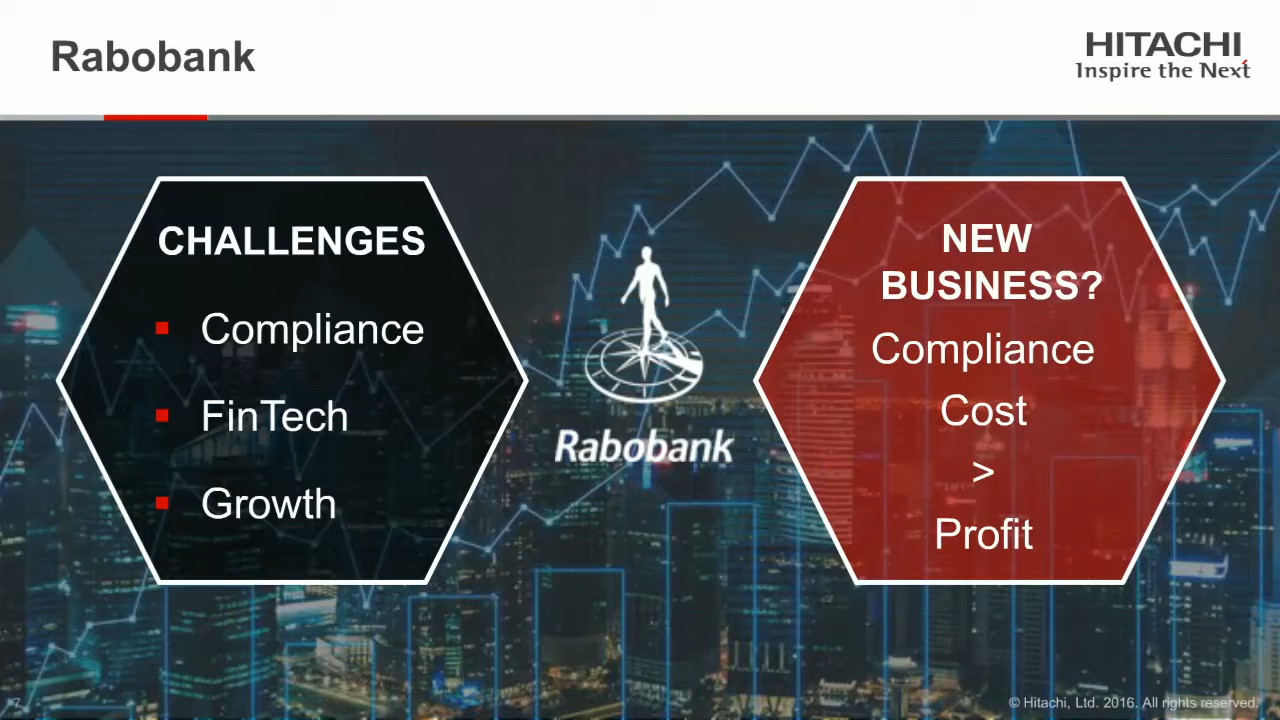 Rabobank
HITACHI
Inspire the Next
CHALLENGES
Compliance
FinTech
Growth
Rabobank
NEW
BUSINESS?
Compliance
Cost
>
Profit
7
© Hitachi, Ltd. 2016. All rights reserved.